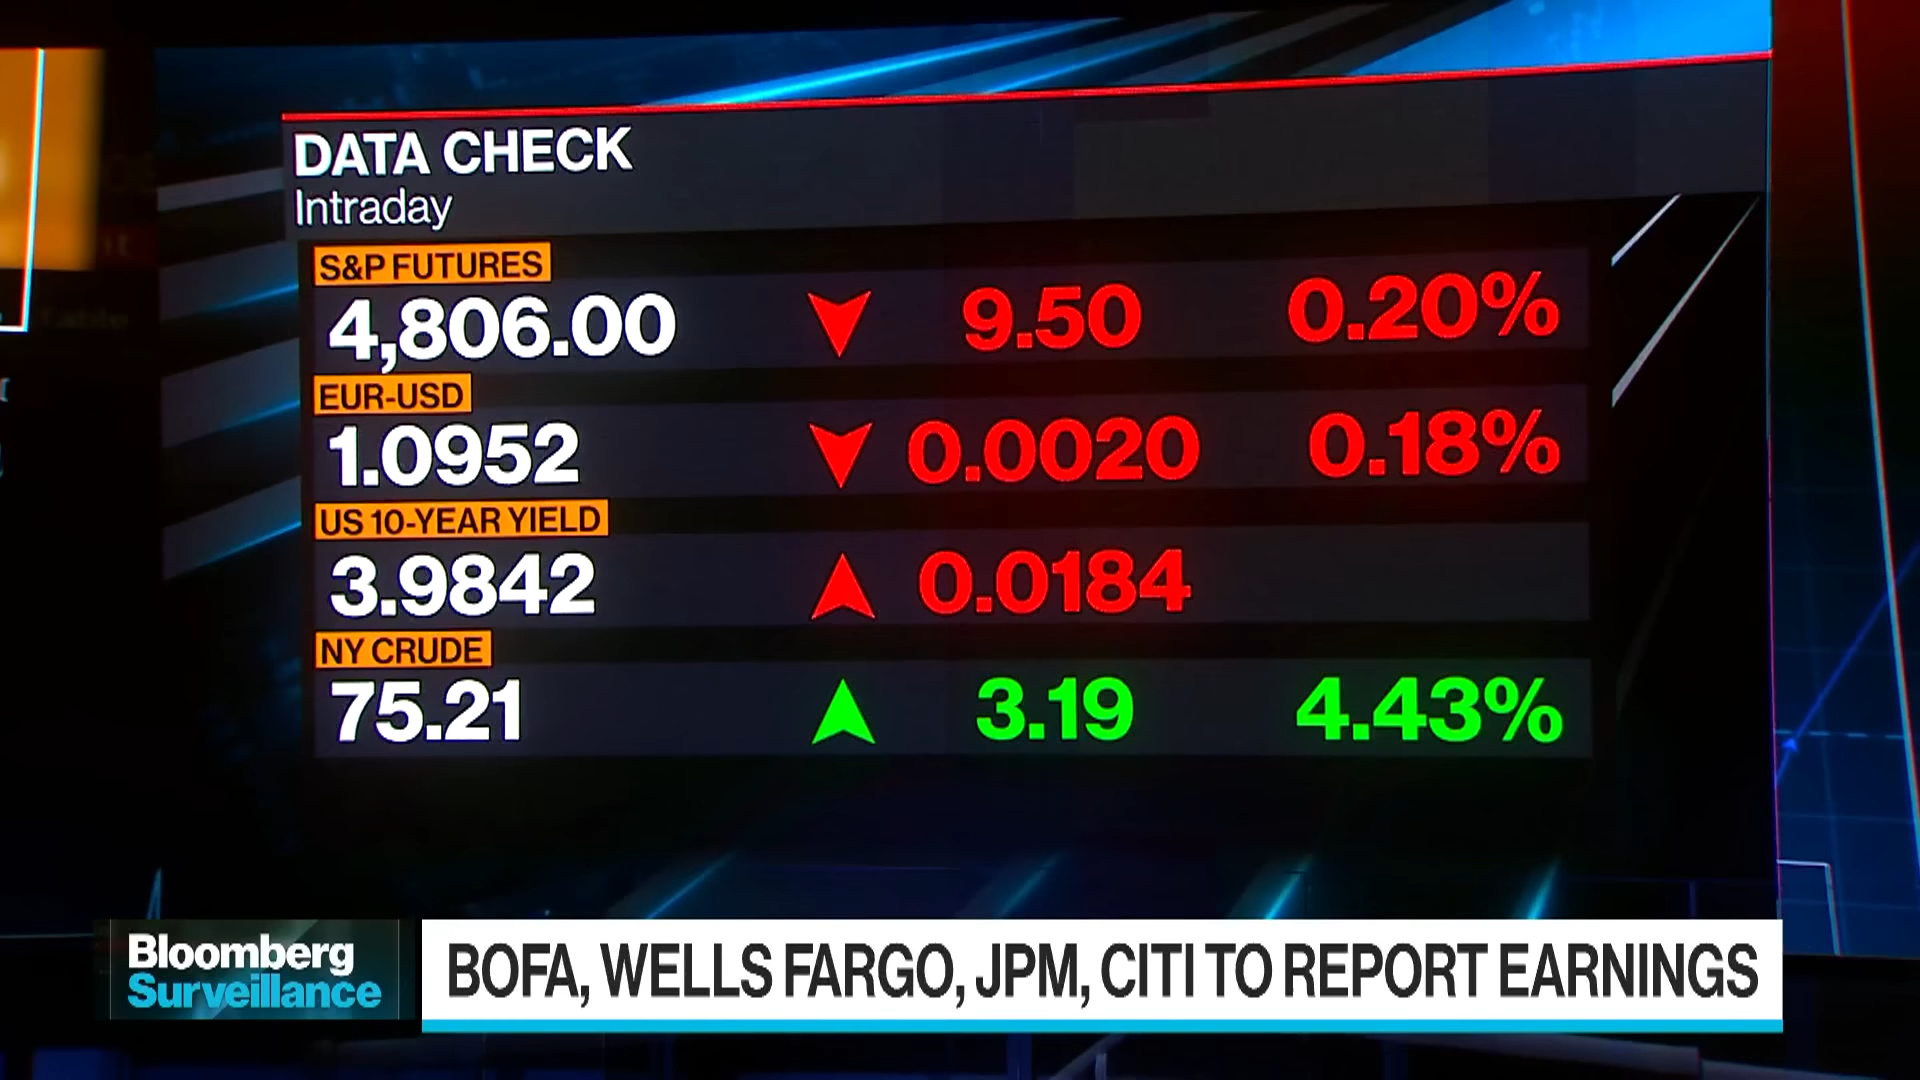 DATA CHECK
Intraday
S&P FUTURES
4,806.00 9.50 0.20%
EUR-USD
1.0952 0.0020 0.18%
US 10-YEAR YIELD
3.9842 0.0184
NY CRUDE
75.21 3.19 4.43%
Bloomberg
Surveillance
BOFA, WELLS FARGO, JPM, CITI TO REPORT EARNINGS